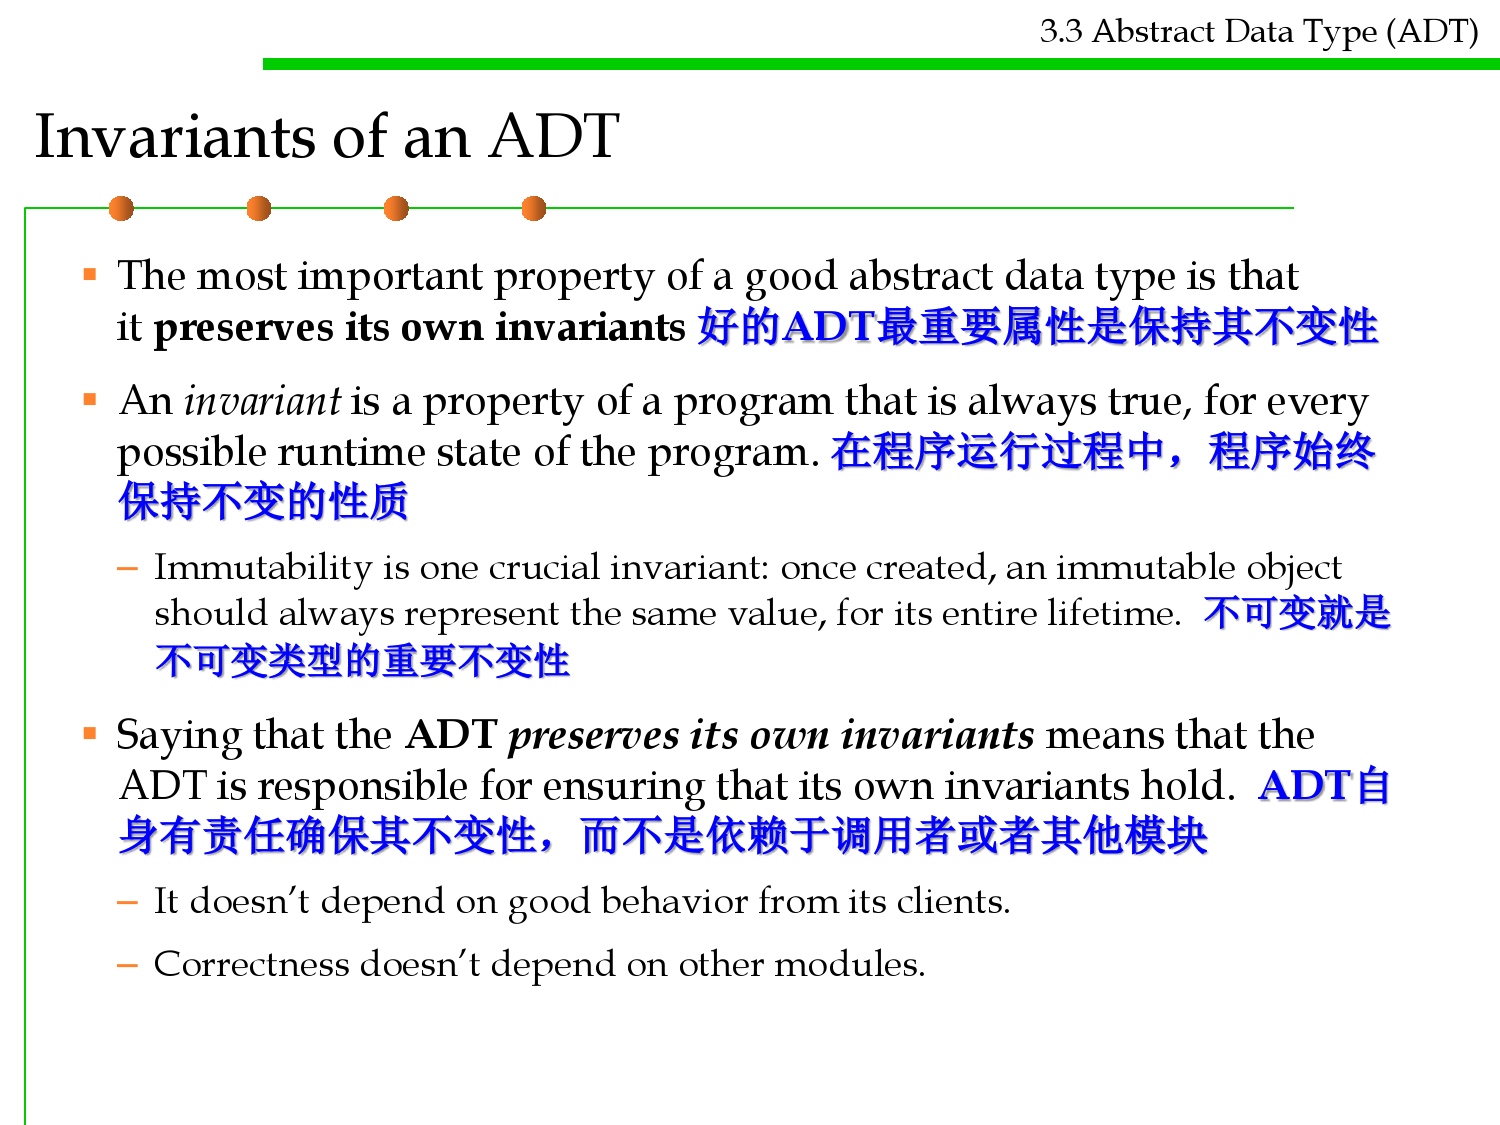 3.3 Abstract Data Type (ADT)
Invariants of an ADT
The most important property of a good abstract data type is that
it preserves its own invariants 好的ADT最重要属性是保持其不变性
An invariant is a property of a program that is always true, for every
possible runtime state of the program. 在程序运行过程中，程序始终
保持不变的性质
– Immutability is one crucial invariant: once created, an immutable object
should always represent the same value, for its entire lifetime. 不可变就是
不可变类型的重要不变性
Saying that the ADT preserves its own invariants means that the
ADT is responsible for ensuring that its own invariants hold. ADT自
身有责任确保其不变性，而不是依赖于调用者或者其他模块
– It doesn’t depend on good behavior from its clients.
– Correctness doesn’t depend on other modules.